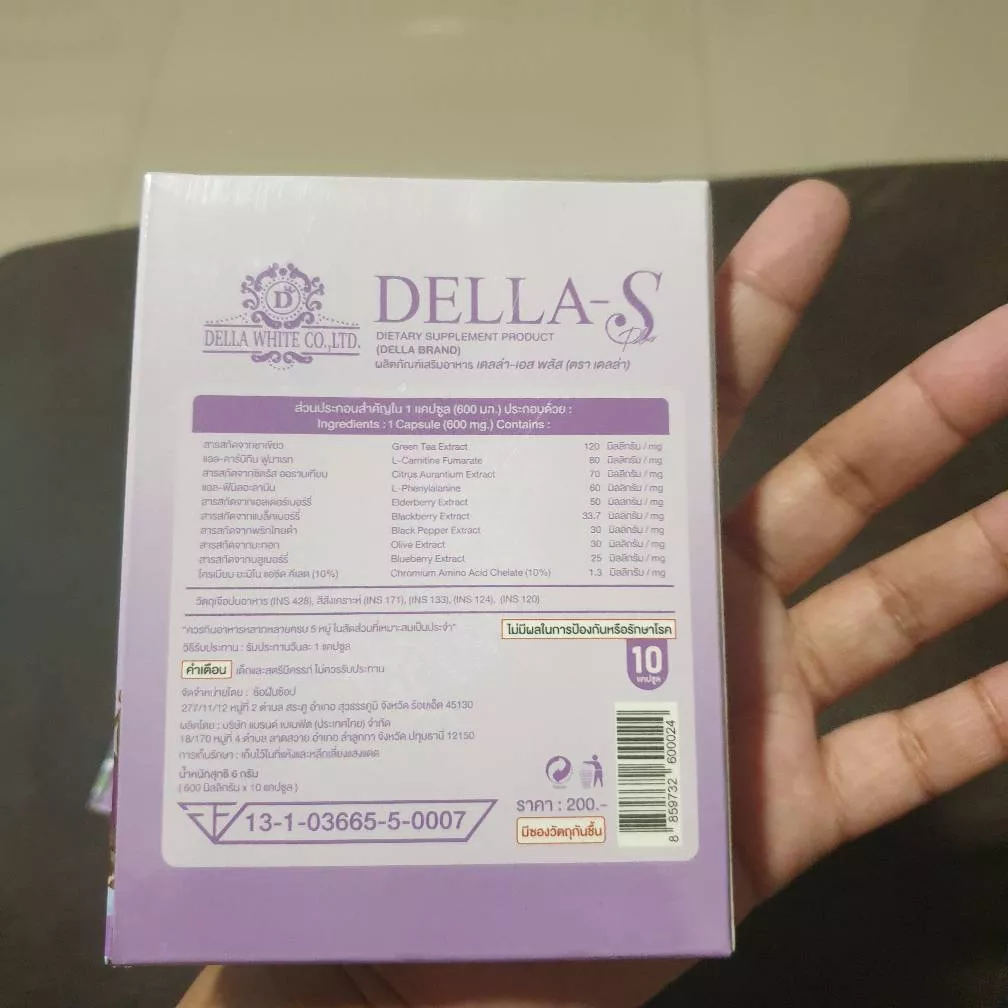 D
DELLA WHITE CO.,LTD.
DELLA-S
Plus
DIETARY SUPPLEMENT PRODUCT
(DELLA BRAND)
ผลิตภัณฑ์เสริมอาหาร เดลล่า-เอส พลัส (ตรา เดลล่า)
ส่วนประกอบสำคัญใน 1 แคปซูล (600 มก.) ประกอบด้วย :
Ingredients : 1 Capsule (600 mg.) Contains :
สารสกัดจากชาเขียว Green Tea Extract 120 มิลลิกรัม / mg
แอล-คาร์นิทีน ฟูมาเรท L-Carnitine Fumarate 80 มิลลิกรัม / mg
สารสกัดจากซิตรัส ออรานเทียม Citrus Aurantium Extract 70 มิลลิกรัม / mg
แอล-ฟีนิลอะลานีน L-Phenylalanine 60 มิลลิกรัม / mg
สารสกัดจากเอลเดอร์เบอร์รี่ Elderberry Extract 50 มิลลิกรัม / mg
สารสกัดจากแบล็คเบอร์รี่ Blackberry Extract 33.7 มิลลิกรัม / mg
สารสกัดจากพริกไทยดำ Black Pepper Extract 30 มิลลิกรัม / mg
สารสกัดจากมะกอก Olive Extract 30 มิลลิกรัม / mg
สารสกัดจากบลูเบอร์รี่ Blueberry Extract 25 มิลลิกรัม / mg
โครเมียม อะมิโน แอซิด คีเลต (10%) Chromium Amino Acid Chelate (10%) 1.3 มิลลิกรัม / mg
วัตถุเจือปนอาหาร (INS 428), สีสังเคราะห์ (INS 171), (INS 133), (INS 124), (INS 120)
"ควรกินอาหารหลากหลายครบ 5 หมู่ ในสัดส่วนที่เหมาะสมเป็นประจำ" ไม่มีผลในการป้องกันหรือรักษาโรค
วิธีรับประทาน : รับประทานวันละ 1 แคปซูล
10
แคปซูล
คำเตือน เด็กและสตรีมีครรภ์ ไม่ควรรับประทาน
จัดจำหน่ายโดย : ช้อฝันช้อป
277/11/12 หมู่ที่ 2 ตำบล สระคู อำเภอ สุวรรณภูมิ จังหวัด ร้อยเอ็ด 45130
ผลิตโดย : บริษัท แบรนด์ เมเนฟิต (ประเทศไทย) จำกัด
18/170 หมู่ที่ 4 ตำบล ลาดสวาย อำเภอ ลำลูกกา จังหวัด ปทุมธานี 12150
การเก็บรักษา : เก็บไว้ในที่แห้งและหลีกเลี่ยงแสงแดด
น้ำหนักสุทธิ 6 กรัม
(600 มิลลิกรัม x 10 แคปซูล)
13-1-03665-5-0007
ราคา : 200.-
มีซองวัตถุกันชื้น
8 859732 600024